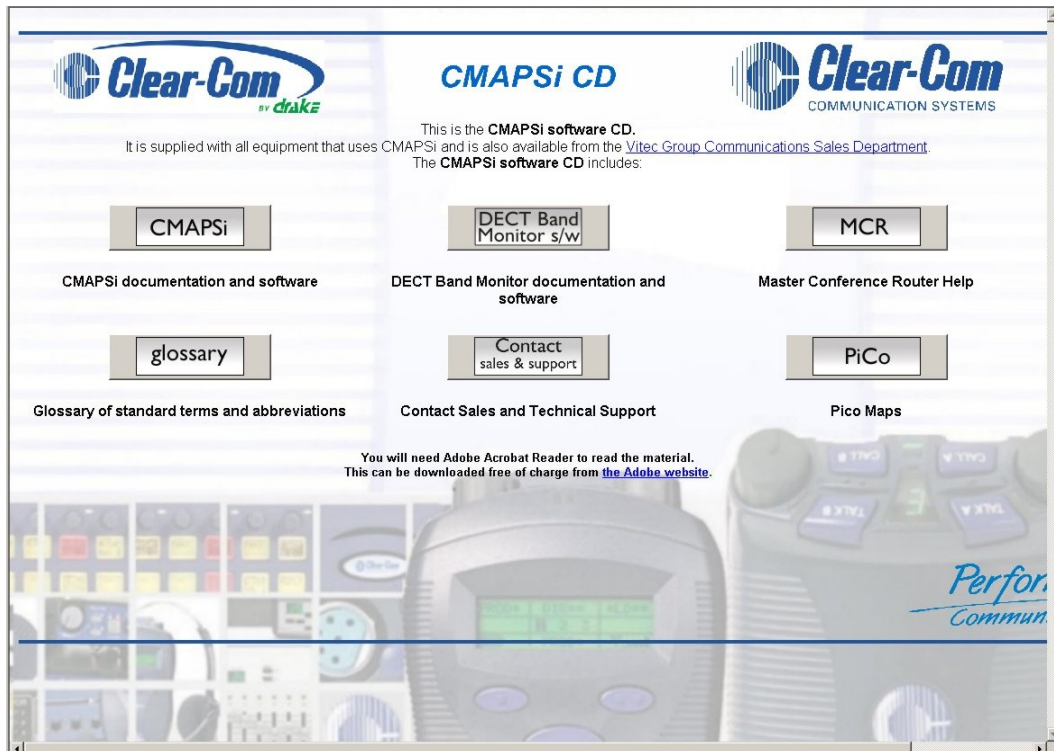 Clear-Com
BY drake
CMAPSi CD
Clear-Com
COMMUNICATION SYSTEMS
This is the CMAPSi software CD.
It is supplied with all equipment that uses CMAPSi and is also available from the Vitec Group Communications Sales Department.
The CMAPSi software CD includes:
CMAPSi
DECT Band
Monitor s/w
MCR
CMAPSi documentation and software
DECT Band Monitor documentation and
software
Master Conference Router Help
glossary
Contact
sales & support
PiCo
Glossary of standard terms and abbreviations
Contact Sales and Technical Support
Pico Maps
You will need Adobe Acrobat Reader to read the material.
This can be downloaded free of charge from the Adobe website.
CALL B
CALL A
TALK B
TALK A
Clear-Com
Perfor
Commun